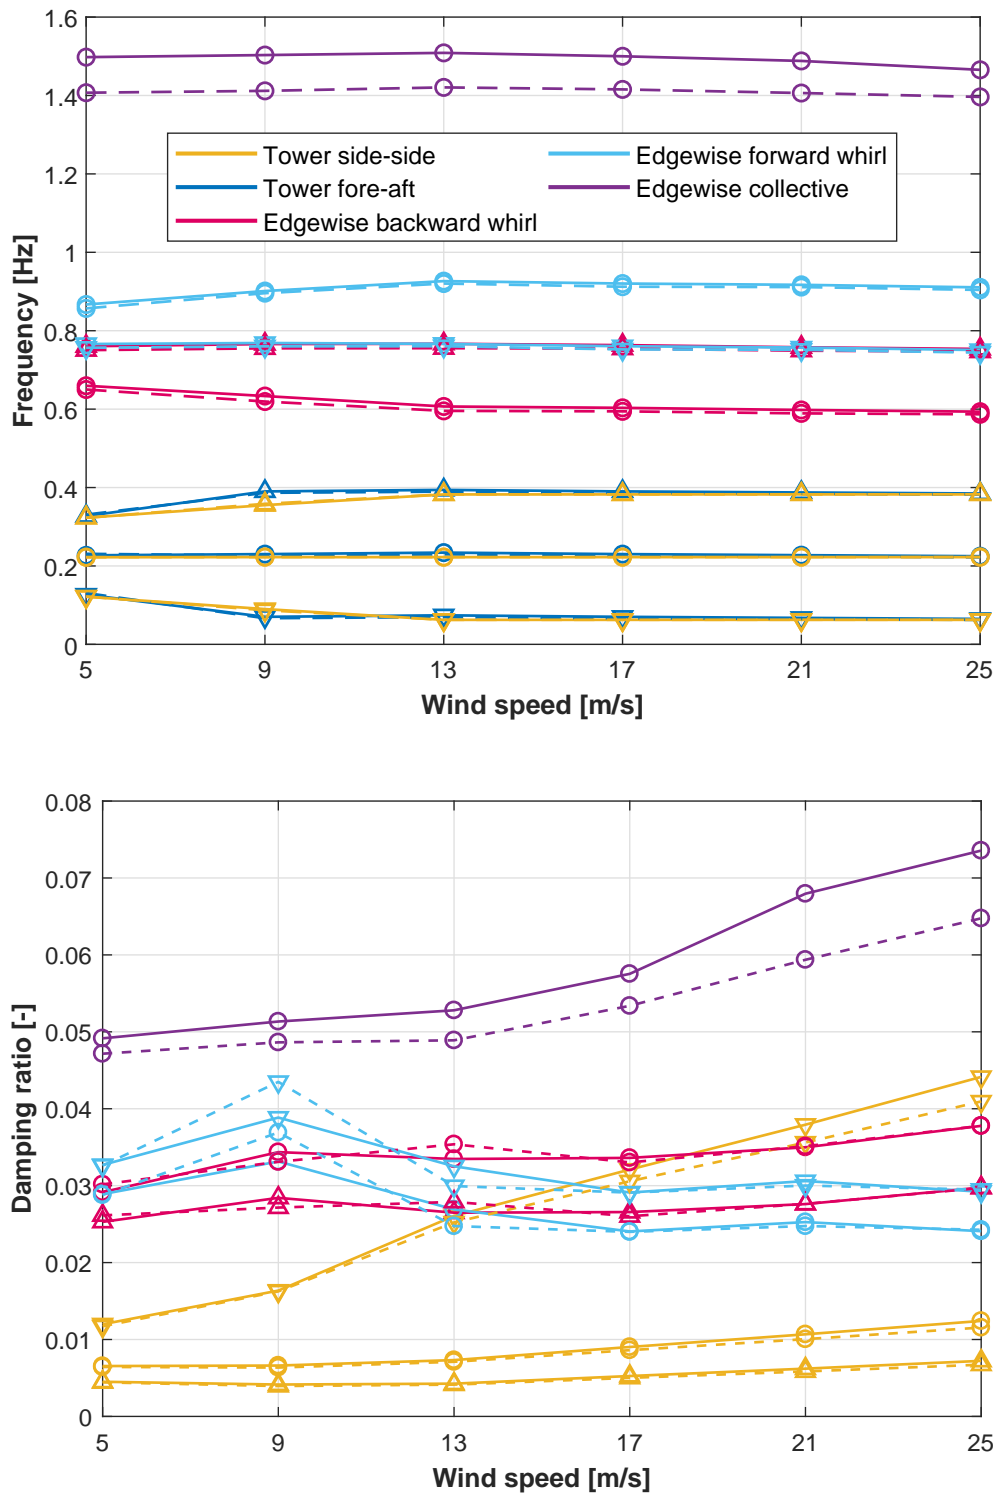 1.6
1.4
1.2
1
0.8
0.6
0.4
0.2
0
Frequency [Hz]
Tower side-side
Tower fore-aft
Edgewise backward whirl
Edgewise forward whirl
Edgewise collective
5 9 13 17 21 25
Wind speed [m/s]
0.08
0.07
0.06
0.05
0.04
0.03
0.02
0.01
0
Damping ratio [-]
5 9 13 17 21 25
Wind speed [m/s]